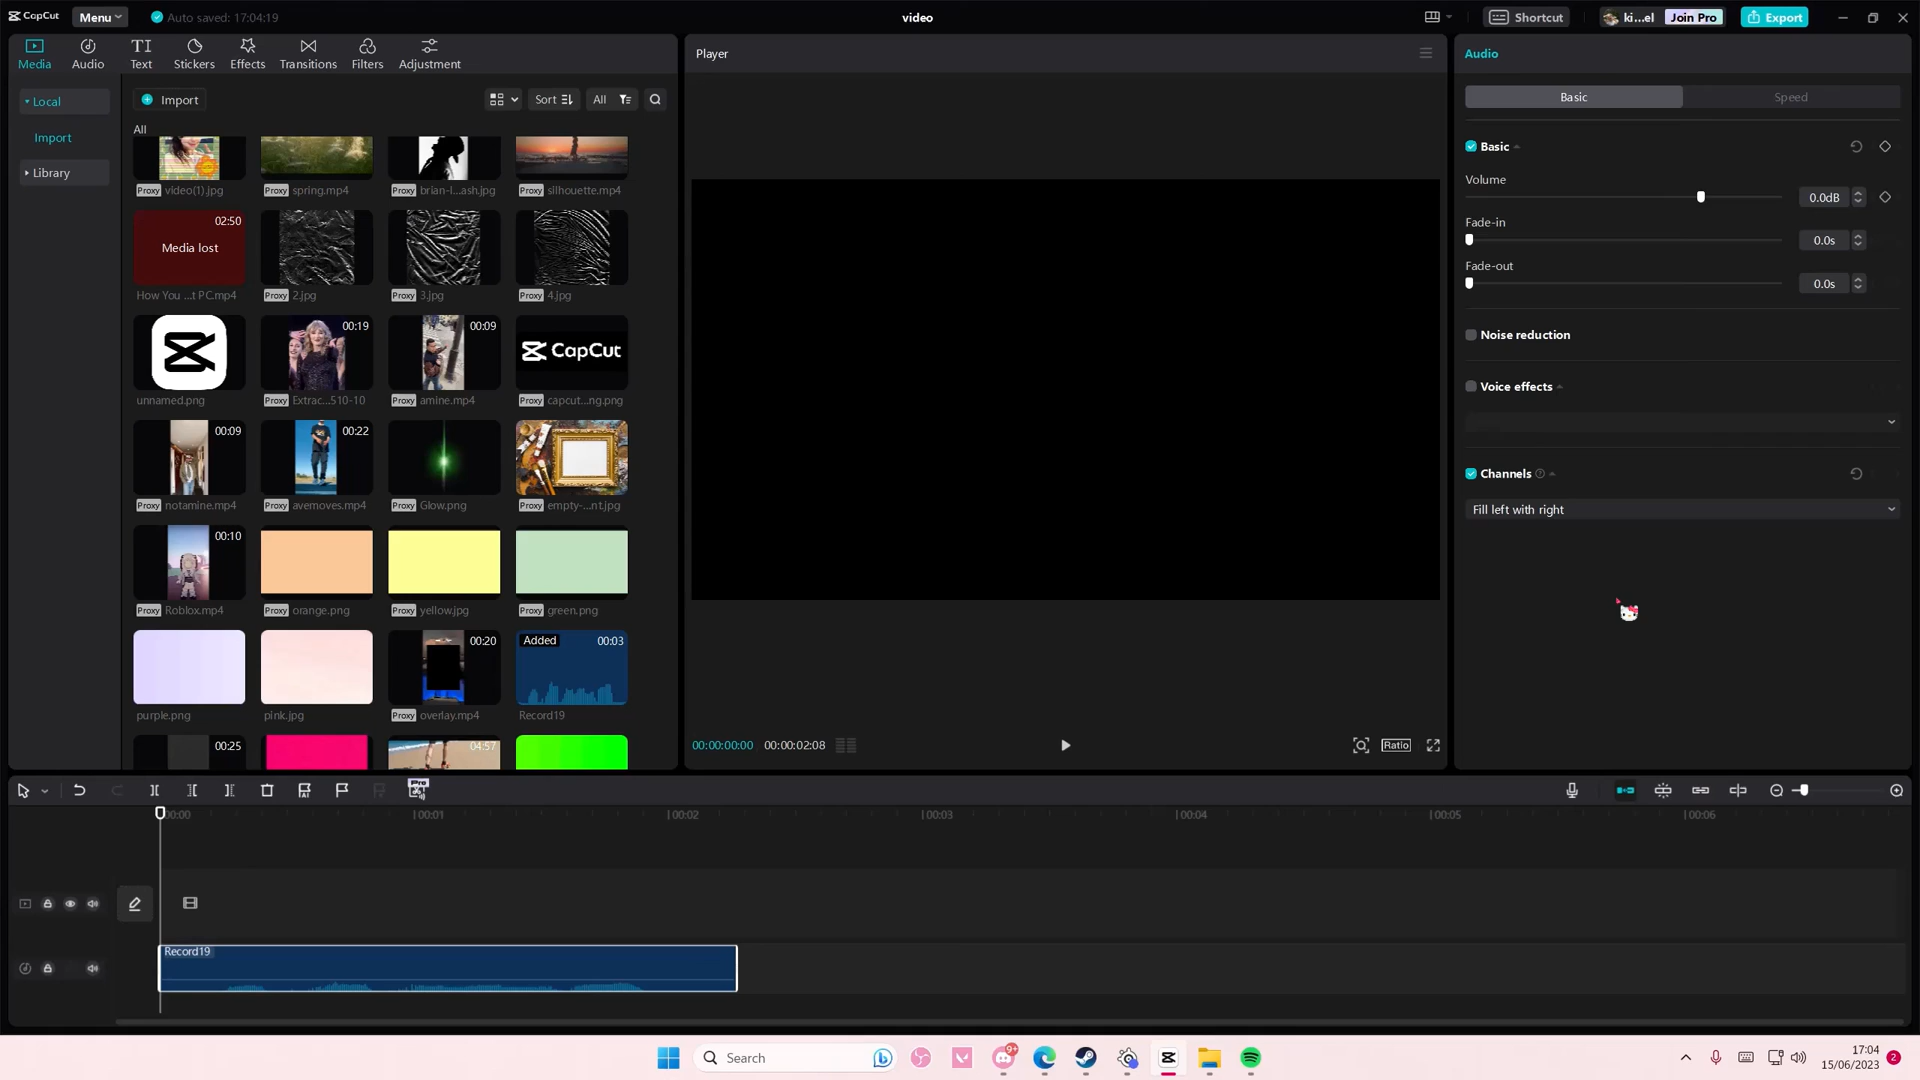 CapCut
Menu
Auto saved: 17:04:19
video
Shortcut
ki...el
Join Pro
Export
Media
Audio
Text
Stickers
Effects
Transitions
Filters
Adjustment
Local
Import
Library
Import
Sort
All
All
Proxy video(1).jpg
Proxy spring.mp4
Proxy brian-l...ash.jpg
Proxy silhouette.mp4
02:50
Media lost
How You ...t PC.mp4
Proxy 2.jpg
Proxy 3.jpg
Proxy 4.jpg
00:19
00:09
CapCut
unnamed.png
Proxy Extrac...510-10
Proxy amine.mp4
Proxy capcut...ng.png
00:09
00:22
Proxy notamine.mp4
Proxy avemoves.mp4
Proxy Glow.png
Proxy empty-...nt.jpg
00:10
Proxy Roblox.mp4
Proxy orange.png
Proxy yellow.jpg
Proxy green.png
00:20
Added
00:03
purple.png
pink.jpg
Proxy overlay.mp4
Record19
00:25
04:57
Player
00:00:00:00
00:00:02:08
Ratio
Audio
Basic
Speed
Basic
Volume
0.0dB
Fade-in
0.0s
Fade-out
0.0s
Noise reduction
Voice effects
Channels
Fill left with right
AI
Pro
00:00
00:01
00:02
00:03
00:04
00:05
00:06
Record19
Search
9+
17:04
15/06/2023
2